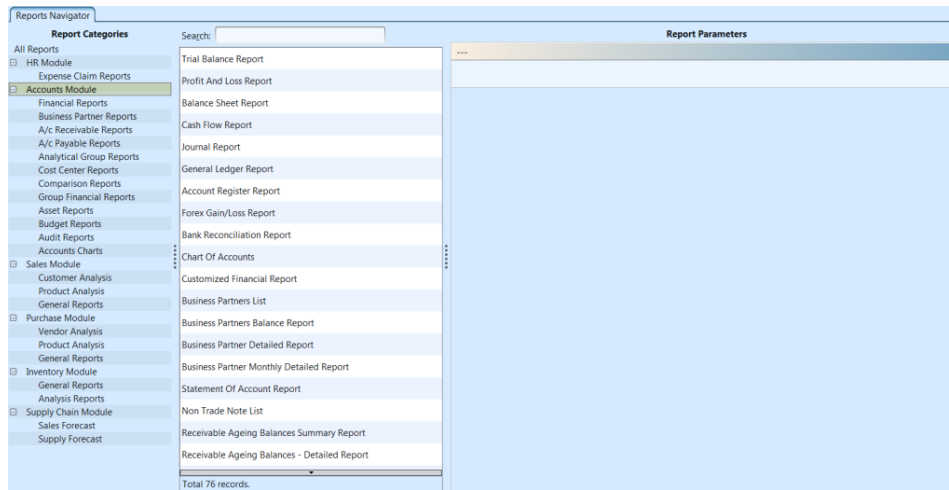 Reports Navigator
Report Categories
All Reports
HR Module
Expense Claim Reports
Accounts Module
Financial Reports
Business Partner Reports
A/c Receivable Reports
A/c Payable Reports
Analytical Group Reports
Cost Center Reports
Comparison Reports
Group Financial Reports
Asset Reports
Budget Reports
Audit Reports
Accounts Charts
Sales Module
Customer Analysis
Product Analysis
General Reports
Purchase Module
Vendor Analysis
Product Analysis
General Reports
Inventory Module
General Reports
Analysis Reports
Supply Chain Module
Sales Forecast
Supply Forecast
Search:
Trial Balance Report
Profit And Loss Report
Balance Sheet Report
Cash Flow Report
Journal Report
General Ledger Report
Account Register Report
Forex Gain/Loss Report
Bank Reconciliation Report
Chart Of Accounts
Customized Financial Report
Business Partners List
Business Partners Balance Report
Business Partner Detailed Report
Business Partner Monthly Detailed Report
Statement Of Account Report
Non Trade Note List
Receivable Ageing Balances Summary Report
Receivable Ageing Balances - Detailed Report
Total 76 records.
Report Parameters
---